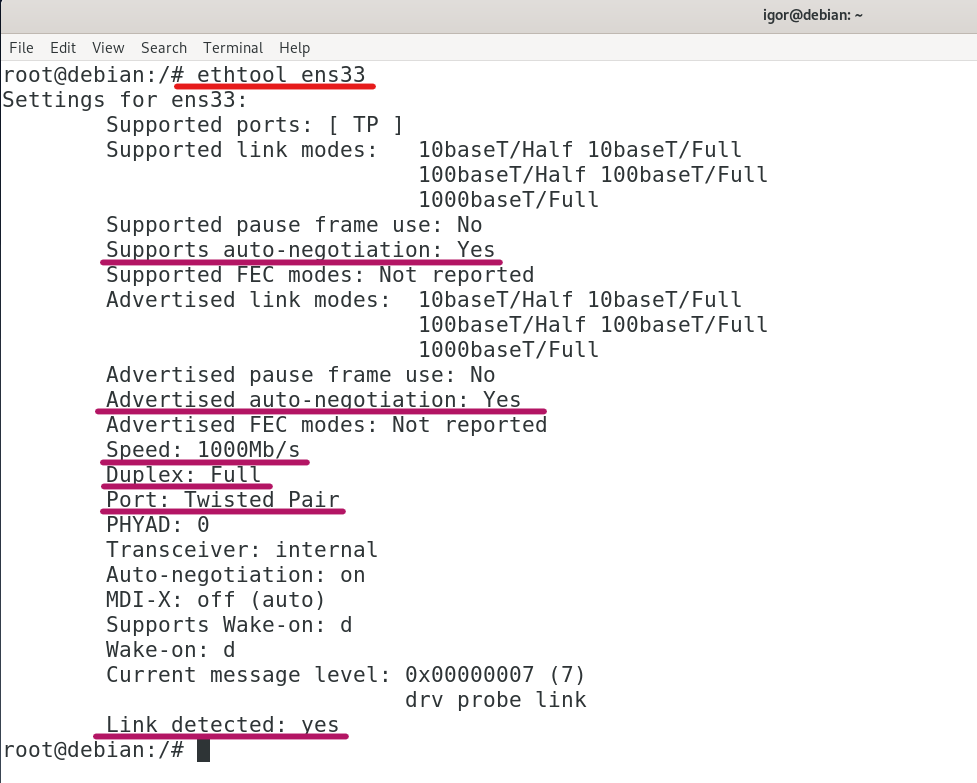 igor@debian: ~
File Edit View Search Terminal Help
root@debian:/# ethtool ens33
Settings for ens33:
Supported ports: [ TP ]
Supported link modes: 10baseT/Half 10baseT/Full
100baseT/Half 100baseT/Full
1000baseT/Full
Supported pause frame use: No
Supports auto-negotiation: Yes
Supported FEC modes: Not reported
Advertised link modes: 10baseT/Half 10baseT/Full
100baseT/Half 100baseT/Full
1000baseT/Full
Advertised pause frame use: No
Advertised auto-negotiation: Yes
Advertised FEC modes: Not reported
Speed: 1000Mb/s
Duplex: Full
Port: Twisted Pair
PHYAD: 0
Transceiver: internal
Auto-negotiation: on
MDI-X: off (auto)
Supports Wake-on: d
Wake-on: d
Current message level: 0x00000007 (7)
drv probe link
Link detected: yes
root@debian:/#